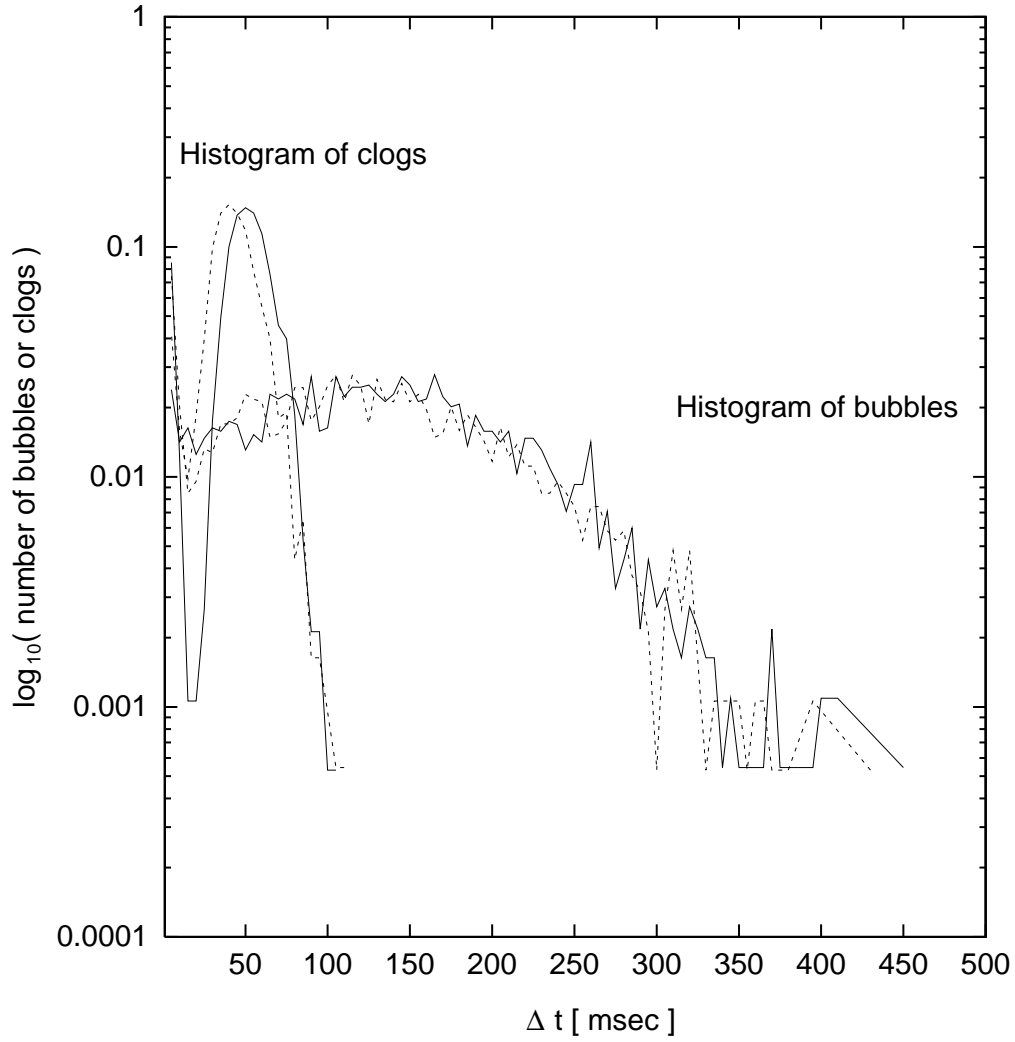 1
Histogram of clogs
0.1
Histogram of bubbles
0.01
0.001
0.0001
log10( number of bubbles or clogs )
50 100 150 200 250 300 350 400 450 500
Δ t [ msec ]